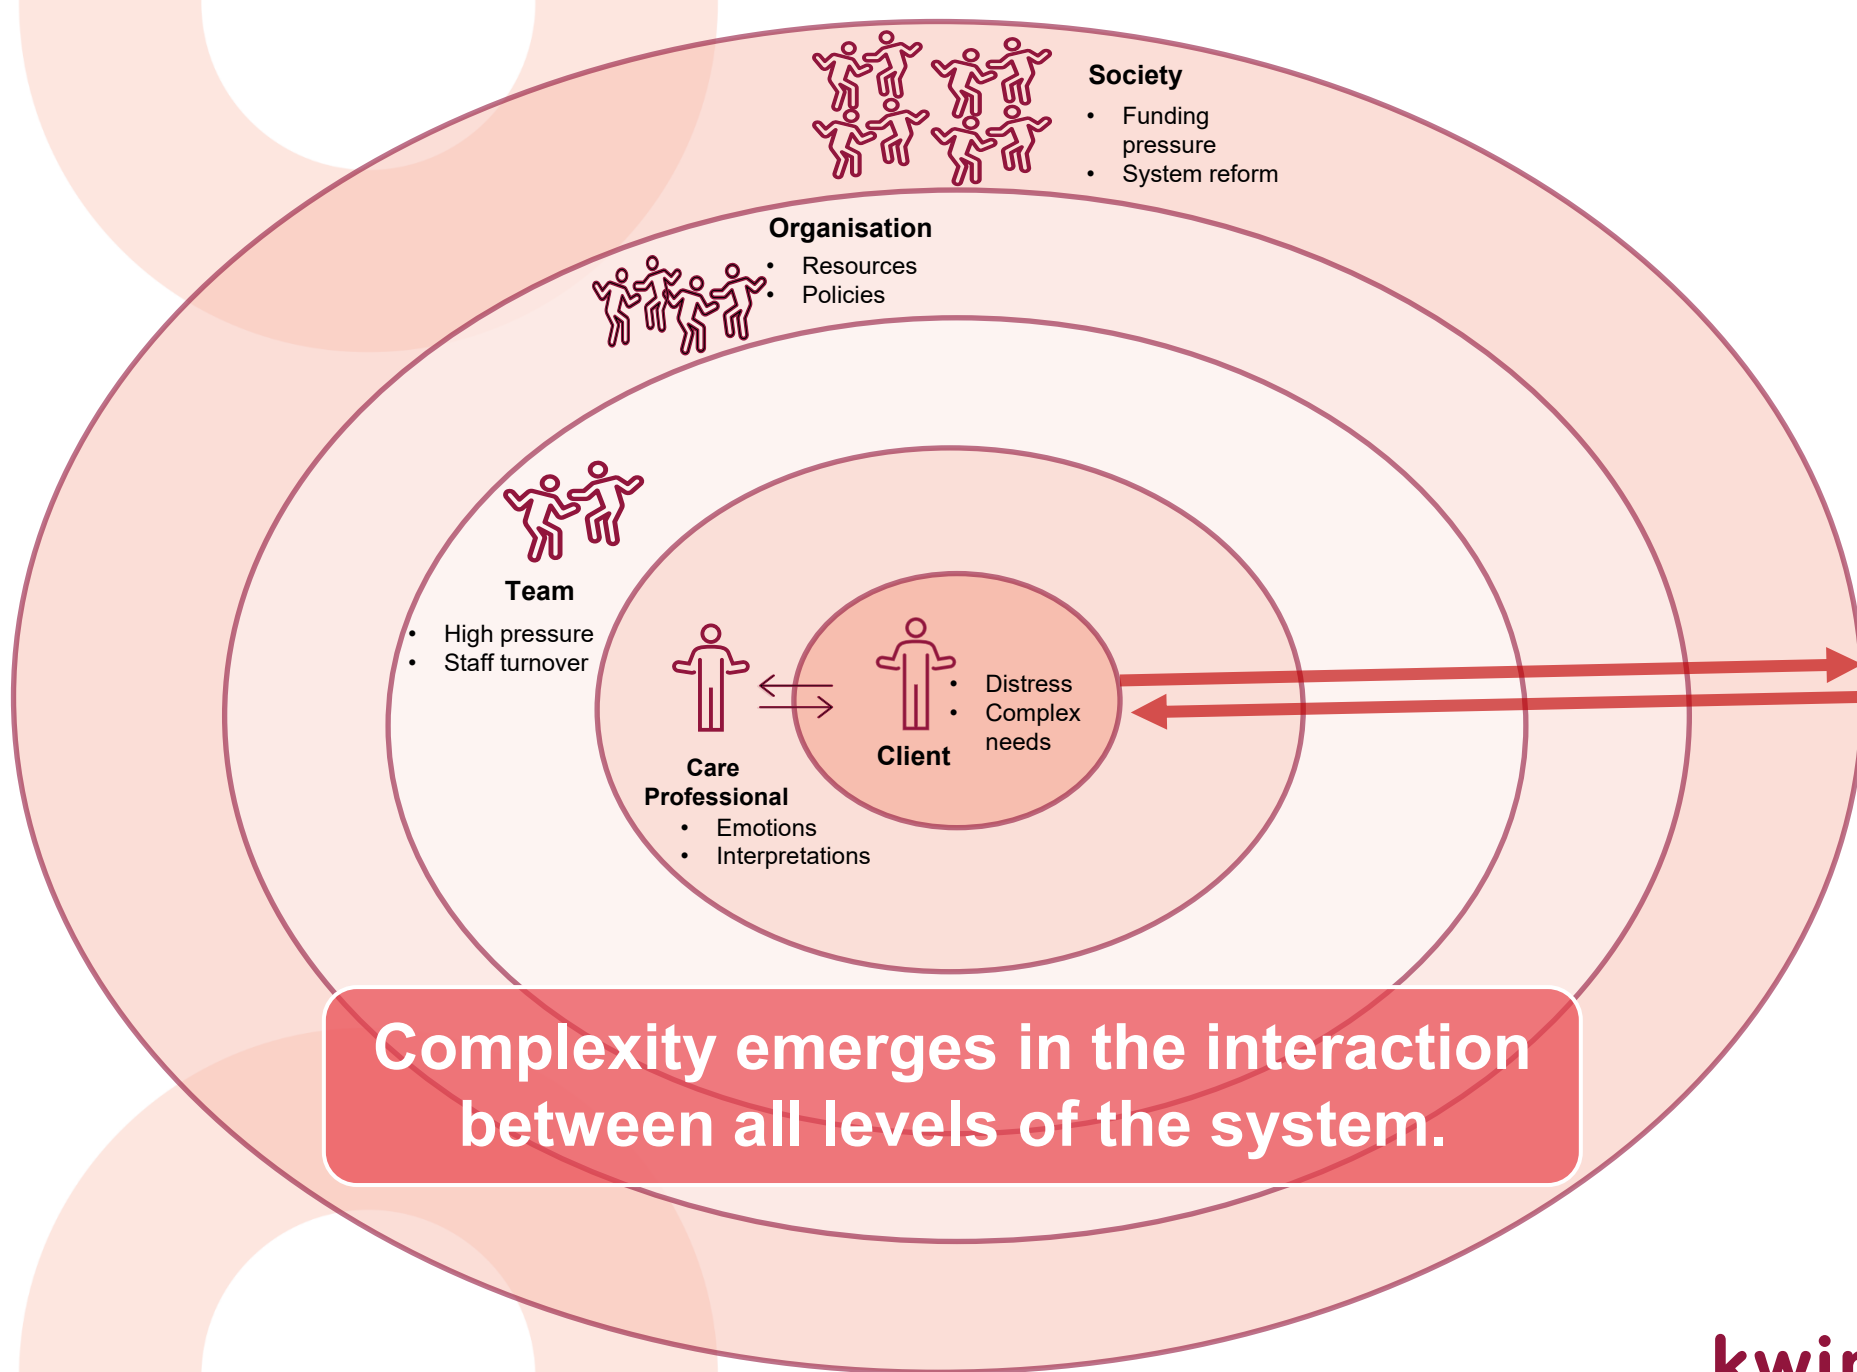 Society
• Funding
pressure
• System reform
Organisation
• Resources
• Policies
Team
• High pressure
• Staff turnover
Care
Professional
• Emotions
• Interpretations
Client
• Distress
• Complex
needs
Complexity emerges in the interaction
between all levels of the system.